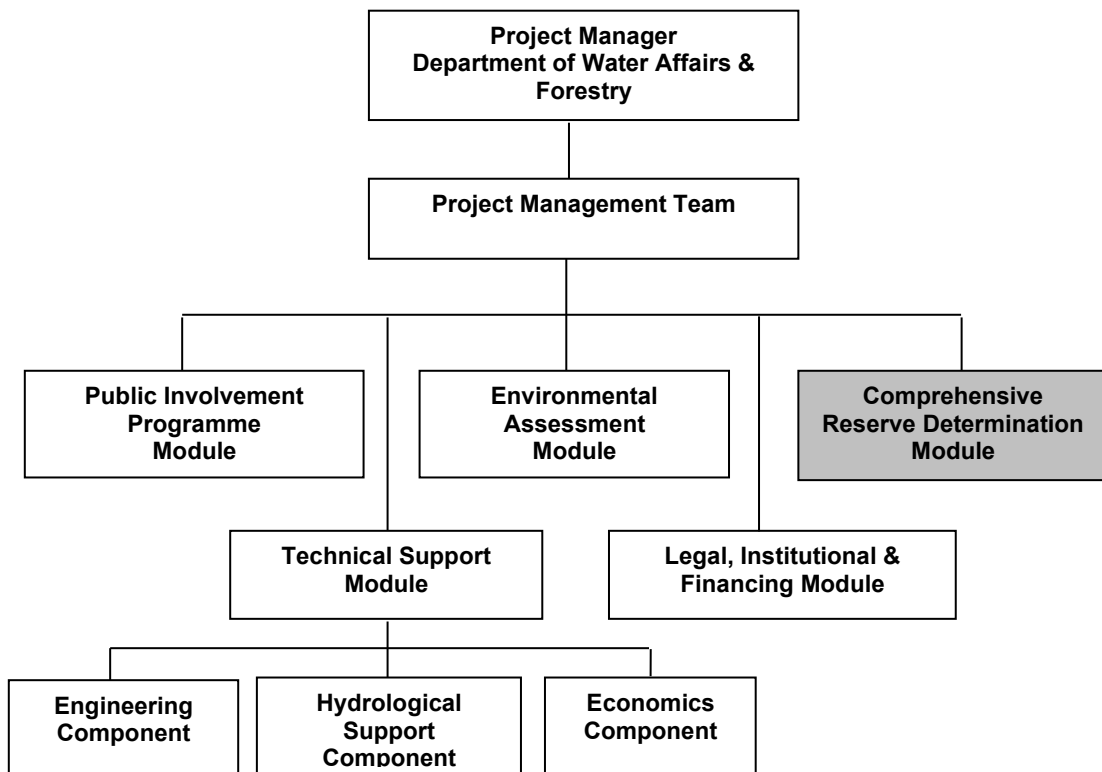 Project Manager
Department of Water Affairs &
Forestry
Project Management Team
Public Involvement
Programme
Module
Environmental
Assessment
Module
Comprehensive
Reserve Determination
Module
Technical Support
Module
Legal, Institutional &
Financing Module
Engineering
Component
Hydrological
Support
Component
Economics
Component